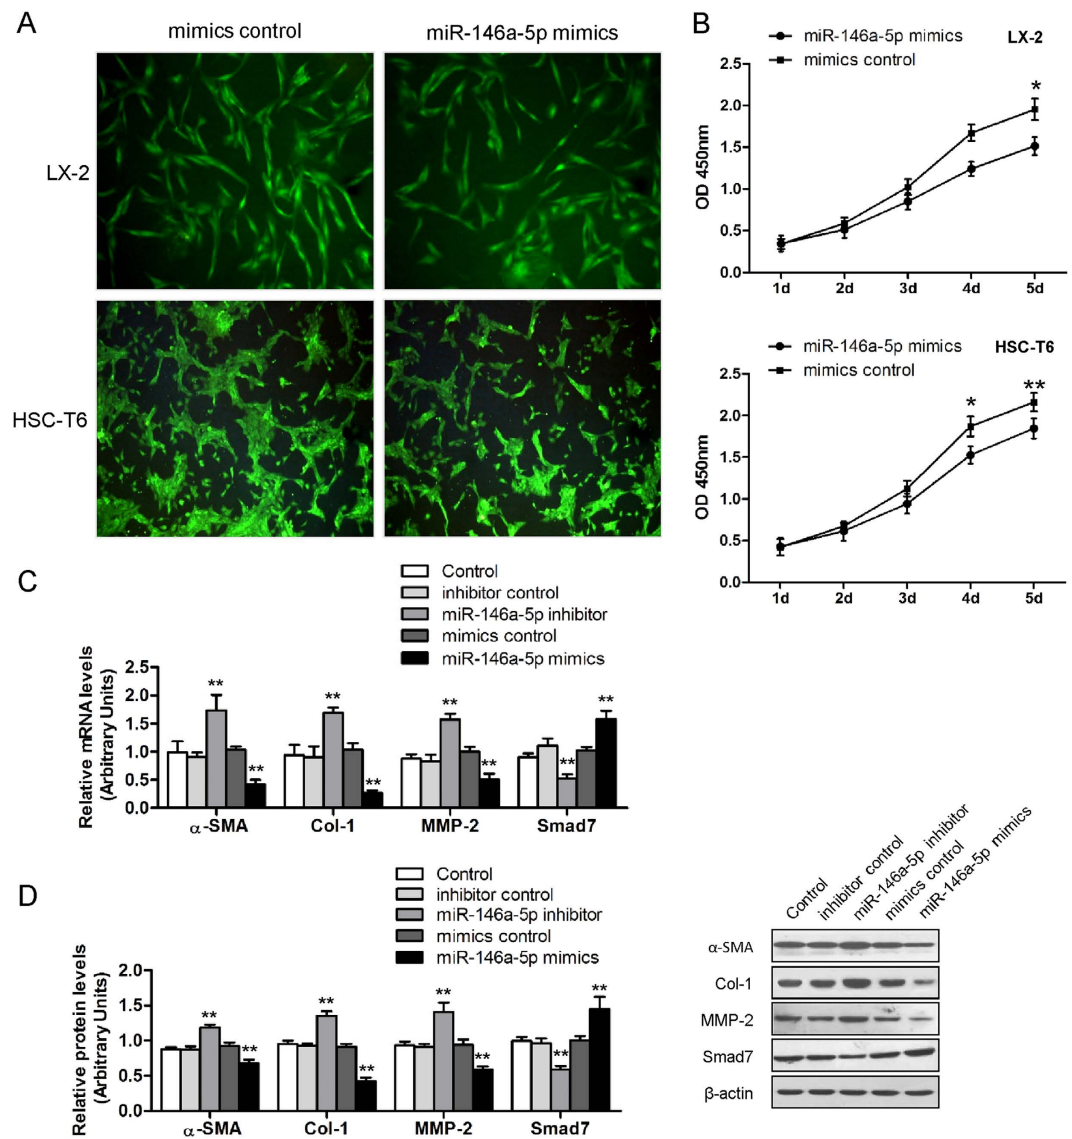 A
mimics control
miR-146a-5p mimics
LX-2
HSC-T6
B
miR-146a-5p mimics
mimics control
LX-2
OD 450nm
2.5
2.0
1.5
1.0
0.5
0.0
*
1d 2d 3d 4d 5d
miR-146a-5p mimics
mimics control
HSC-T6
OD 450nm
2.5
2.0
1.5
1.0
0.5
0.0
* **
1d 2d 3d 4d 5d
C
Control
inhibitor control
miR-146a-5p inhibitor
mimics control
miR-146a-5p mimics
Relative mRNA levels
(Arbitrary Units)
2.5
2.0
1.5
1.0
0.5
0.0
** ** ** ** ** ** ** **
α-SMA Col-1 MMP-2 Smad7
D
Control
inhibitor control
miR-146a-5p inhibitor
mimics control
miR-146a-5p mimics
Relative protein levels
(Arbitrary Units)
2.0
1.5
1.0
0.5
0.0
** ** ** ** ** ** ** **
α-SMA Col-1 MMP-2 Smad7
Control
inhibitor control
miR-146a-5p inhibitor
mimics control
miR-146a-5p mimics
α-SMA
Col-1
MMP-2
Smad7
β-actin